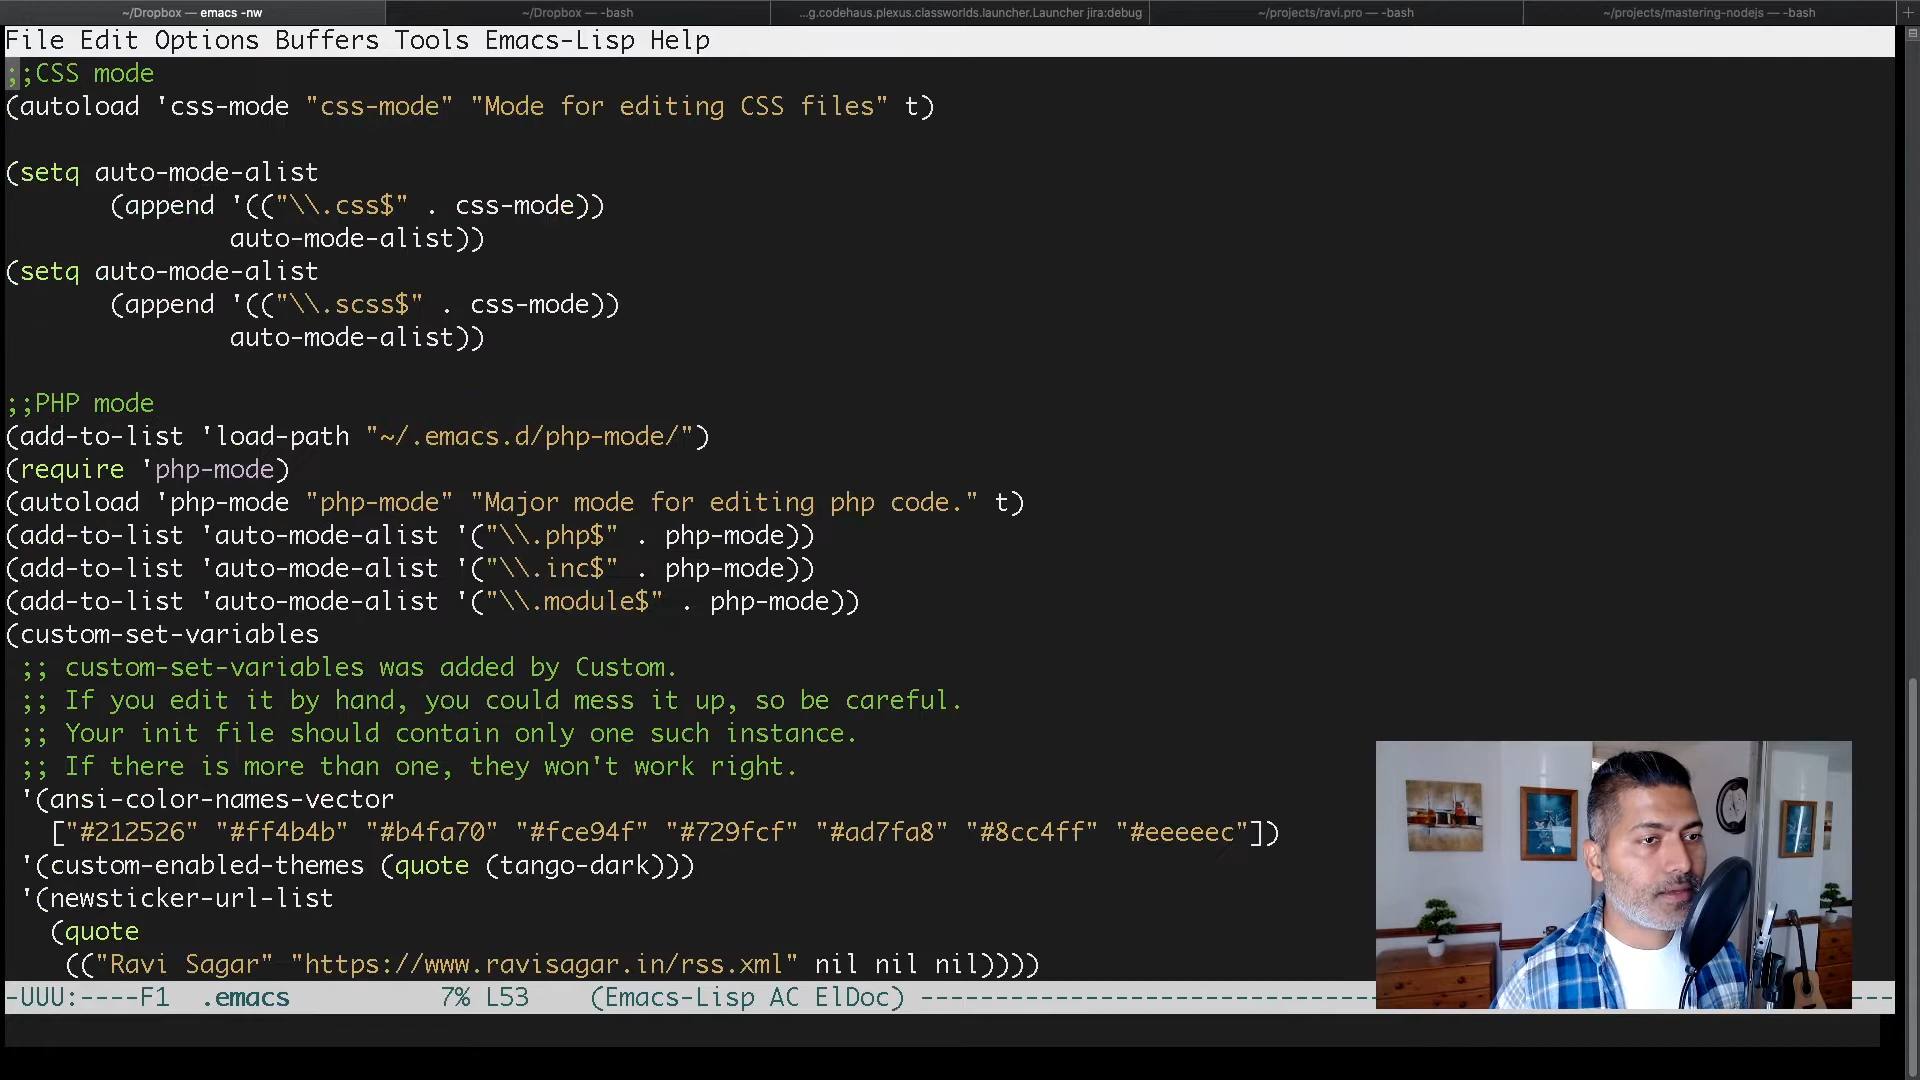 ~/Dropbox — emacs -nw
~/Dropbox — -bash
...g.codehaus.plexus.classworlds.launcher.Launcher jira:debug
~/projects/ravi.pro — -bash
~/projects/mastering-nodejs — -bash
File Edit Options Buffers Tools Emacs-Lisp Help
;;CSS mode
(autoload 'css-mode "css-mode" "Mode for editing CSS files" t)
(setq auto-mode-alist
(append '(("\\.css$" . css-mode))
auto-mode-alist))
(setq auto-mode-alist
(append '(("\\.scss$" . css-mode))
auto-mode-alist))
;;PHP mode
(add-to-list 'load-path "~/.emacs.d/php-mode/")
(require 'php-mode)
(autoload 'php-mode "php-mode" "Major mode for editing php code." t)
(add-to-list 'auto-mode-alist '("\\.php$" . php-mode))
(add-to-list 'auto-mode-alist '("\\.inc$" . php-mode))
(add-to-list 'auto-mode-alist '("\\.module$" . php-mode))
(custom-set-variables
;; custom-set-variables was added by Custom.
;; If you edit it by hand, you could mess it up, so be careful.
;; Your init file should contain only one such instance.
;; If there is more than one, they won't work right.
'(ansi-color-names-vector
["#212526" "#ff4b4b" "#b4fa70" "#fce94f" "#729fcf" "#ad7fa8" "#8cc4ff" "#eeeeec"])
'(custom-enabled-themes (quote (tango-dark)))
'(newsticker-url-list
(quote
(("Ravi Sagar" "https://www.ravisagar.in/rss.xml" nil nil nil))))
-UUU:----F1  .emacs          7% L53    (Emacs-Lisp AC ElDoc) ----------------------------------